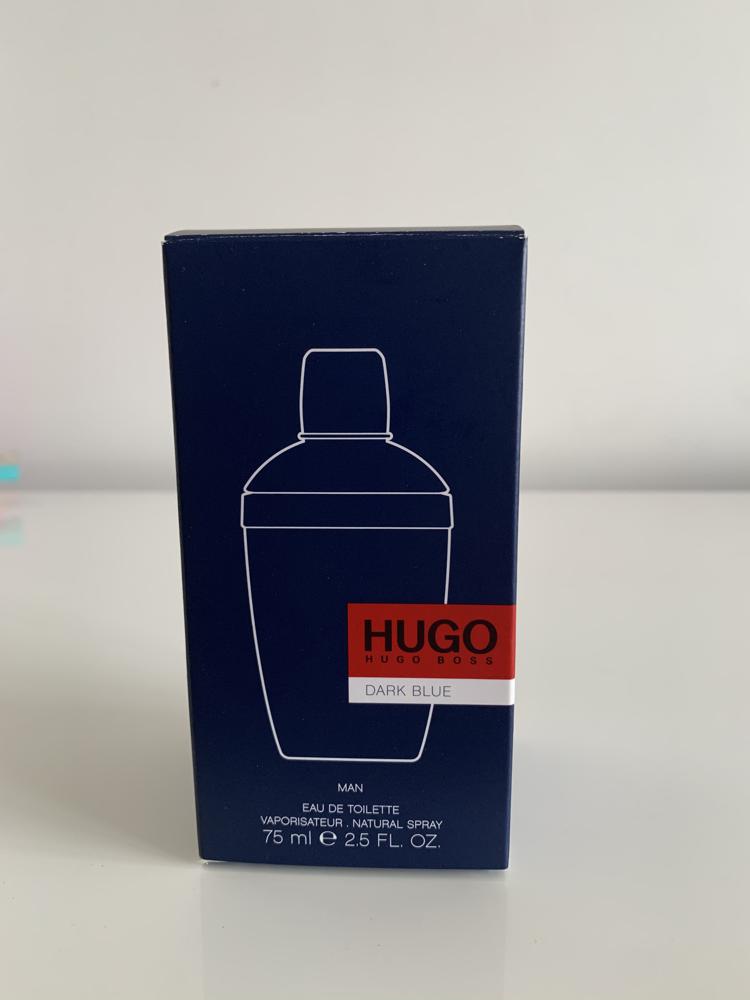 HUGO
HUGO BOSS
DARK BLUE
MAN
EAU DE TOILETTE
VAPORISATEUR . NATURAL SPRAY
75 ml ℮ 2.5 FL. OZ.